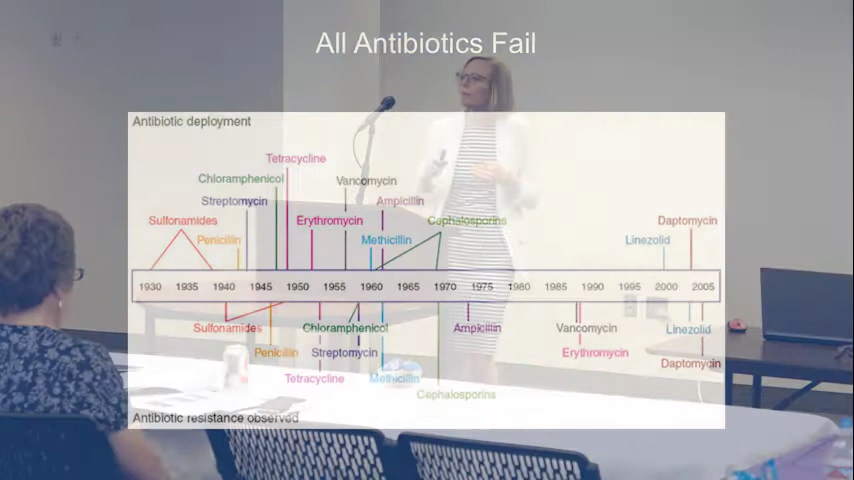 All Antibiotics Fail
Antibiotic deployment
Tetracycline
Chloramphenicol
Vancomycin
Streptomycin
Ampicillin
Sulfonamides
Erythromycin
Cephalosporins
Daptomycin
Penicillin
Methicillin
Linezolid
1930 1935 1940 1945 1950 1955 1960 1965 1970 1975 1980 1985 1990 1995 2000 2005
Sulfonamides
Chloramphenicol
Ampicillin
Vancomycin
Linezolid
Penicillin
Streptomycin
Erythromycin
Daptomycin
Tetracycline
Methicillin
Cephalosporins
Antibiotic resistance observed